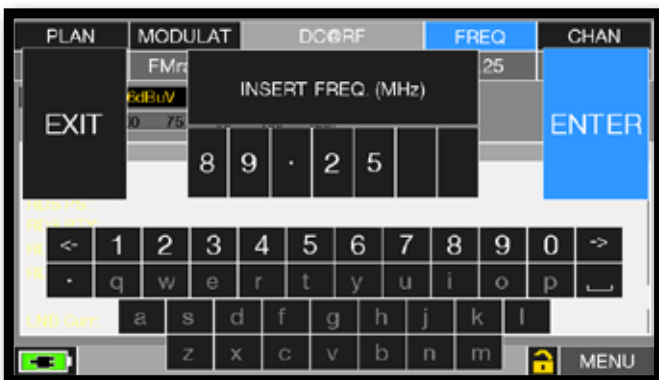 PLAN MODULAT DC@RF FREQ CHAN
FMra .25
INSERT FREQ. (MHz)
6dBuV
75
EXIT ENTER
8 9 . 2 5
<- 1 2 3 4 5 6 7 8 9 0 ->
. q w e r t y u i o p
a s d f g h j k l
z x c v b n m
MENU